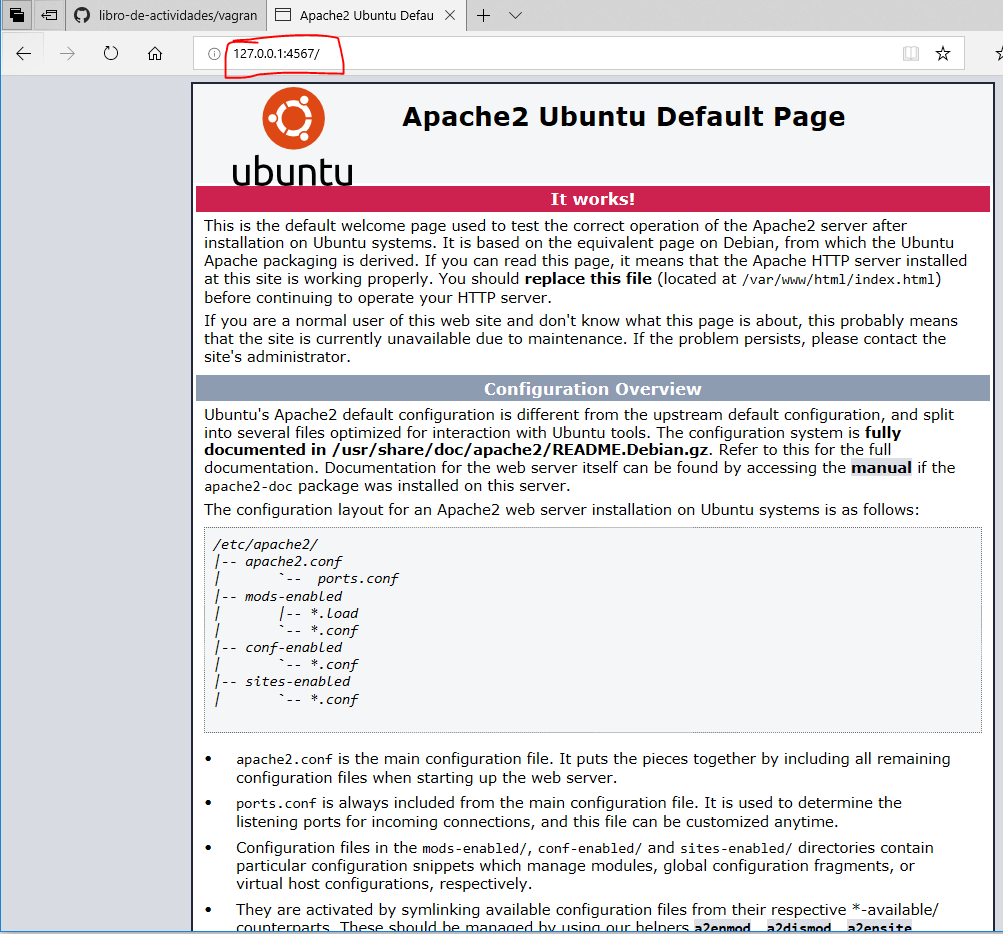 libro-de-actividades/vagran
Apache2 Ubuntu Defau
127.0.0.1:4567/
ubuntu
Apache2 Ubuntu Default Page
It works!
This is the default welcome page used to test the correct operation of the Apache2 server after
installation on Ubuntu systems. It is based on the equivalent page on Debian, from which the Ubuntu
Apache packaging is derived. If you can read this page, it means that the Apache HTTP server installed
at this site is working properly. You should replace this file (located at /var/www/html/index.html)
before continuing to operate your HTTP server.
If you are a normal user of this web site and don't know what this page is about, this probably means
that the site is currently unavailable due to maintenance. If the problem persists, please contact the
site's administrator.
Configuration Overview
Ubuntu's Apache2 default configuration is different from the upstream default configuration, and split
into several files optimized for interaction with Ubuntu tools. The configuration system is fully
documented in /usr/share/doc/apache2/README.Debian.gz. Refer to this for the full
documentation. Documentation for the web server itself can be found by accessing the manual if the
apache2-doc package was installed on this server.
The configuration layout for an Apache2 web server installation on Ubuntu systems is as follows:
/etc/apache2/
|-- apache2.conf
|       `--  ports.conf
|-- mods-enabled
|       |-- *.load
|       `-- *.conf
|-- conf-enabled
|       `-- *.conf
|-- sites-enabled
|       `-- *.conf
• apache2.conf is the main configuration file. It puts the pieces together by including all remaining
configuration files when starting up the web server.
• ports.conf is always included from the main configuration file. It is used to determine the
listening ports for incoming connections, and this file can be customized anytime.
• Configuration files in the mods-enabled/, conf-enabled/ and sites-enabled/ directories contain
particular configuration snippets which manage modules, global configuration fragments, or
virtual host configurations, respectively.
• They are activated by symlinking available configuration files from their respective *-available/
counterparts. These should be managed by using our helpers a2enmod, a2dismod, a2ensite